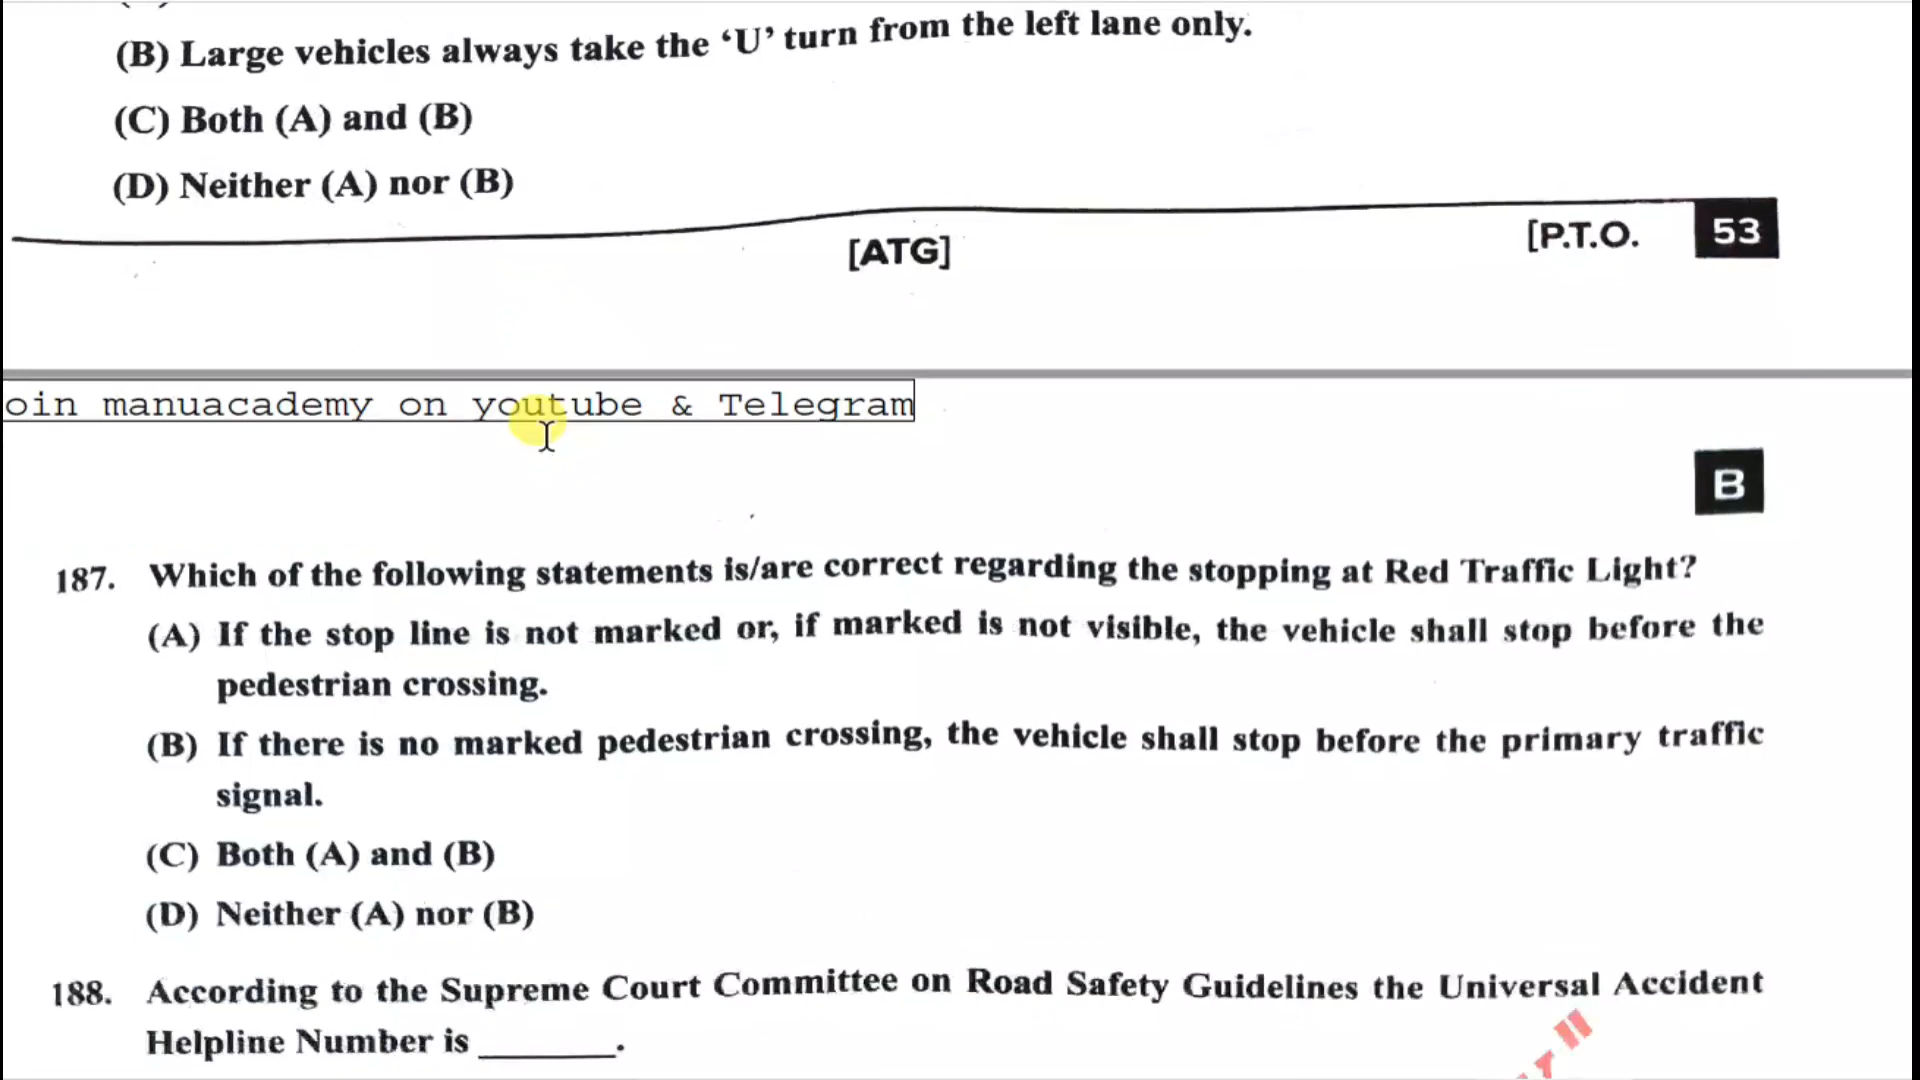 (B) Large vehicles always take the ‘U’ turn from the left lane only.
(C) Both (A) and (B)
(D) Neither (A) nor (B)
[ATG]
[P.T.O.
53
oin manuacademy on youtube & Telegram
B
187. Which of the following statements is/are correct regarding the stopping at Red Traffic Light?
(A) If the stop line is not marked or, if marked is not visible, the vehicle shall stop before the
pedestrian crossing.
(B) If there is no marked pedestrian crossing, the vehicle shall stop before the primary traffic
signal.
(C) Both (A) and (B)
(D) Neither (A) nor (B)
188. According to the Supreme Court Committee on Road Safety Guidelines the Universal Accident
Helpline Number is ________.